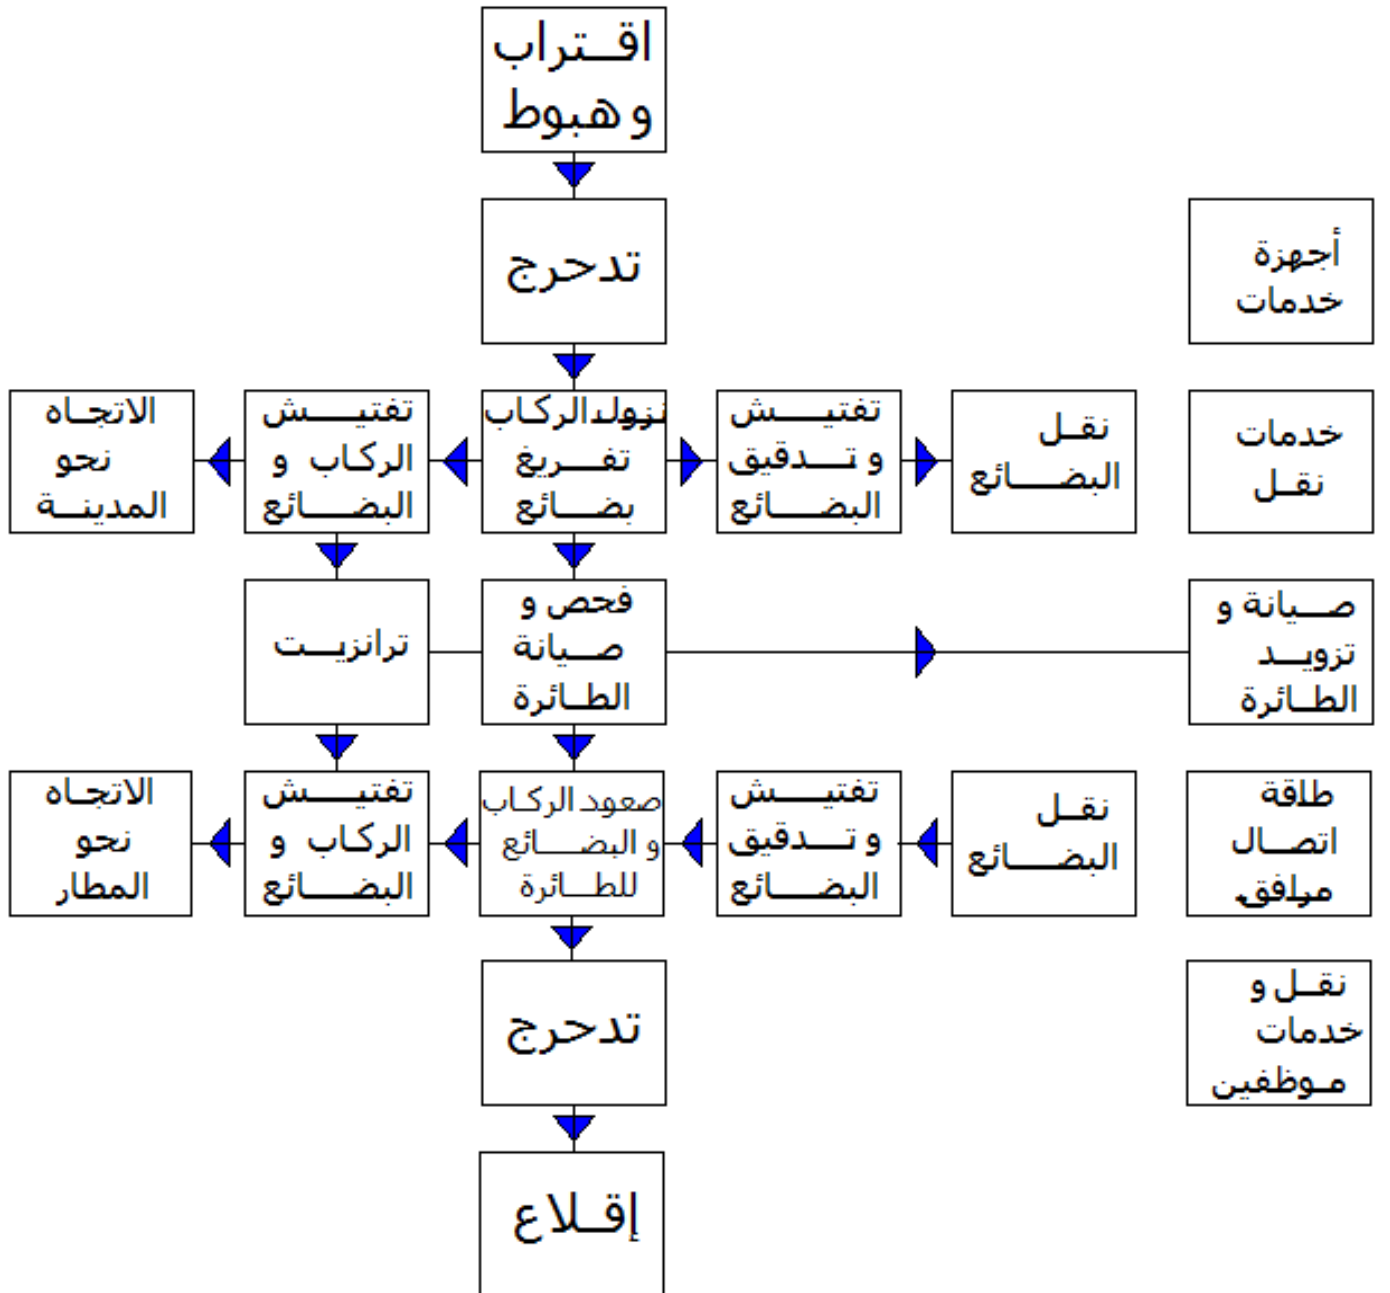 اقتراب
و هبوط
تدحرج
أجهزة
خدمات
خدمات
نقل
نقل
البضائع
تفتيش
و تدقيق
البضائع
نزول الركاب
تفريغ
بضائع
تفتيش
الركاب و
البضائع
الاتجاه
نحو
المدينة
صيانة و
تزويد
الطائرة
فحص و
صيانة
الطائرة
ترانزيت
طاقة
اتصال
مرافق
نقل
البضائع
تفتيش
و تدقيق
البضائع
صعود الركاب
و البضائع
للطائرة
تفتيش
الركاب و
البضائع
الاتجاه
نحو
المطار
نقل و
خدمات
موظفين
تدحرج
إقلاع